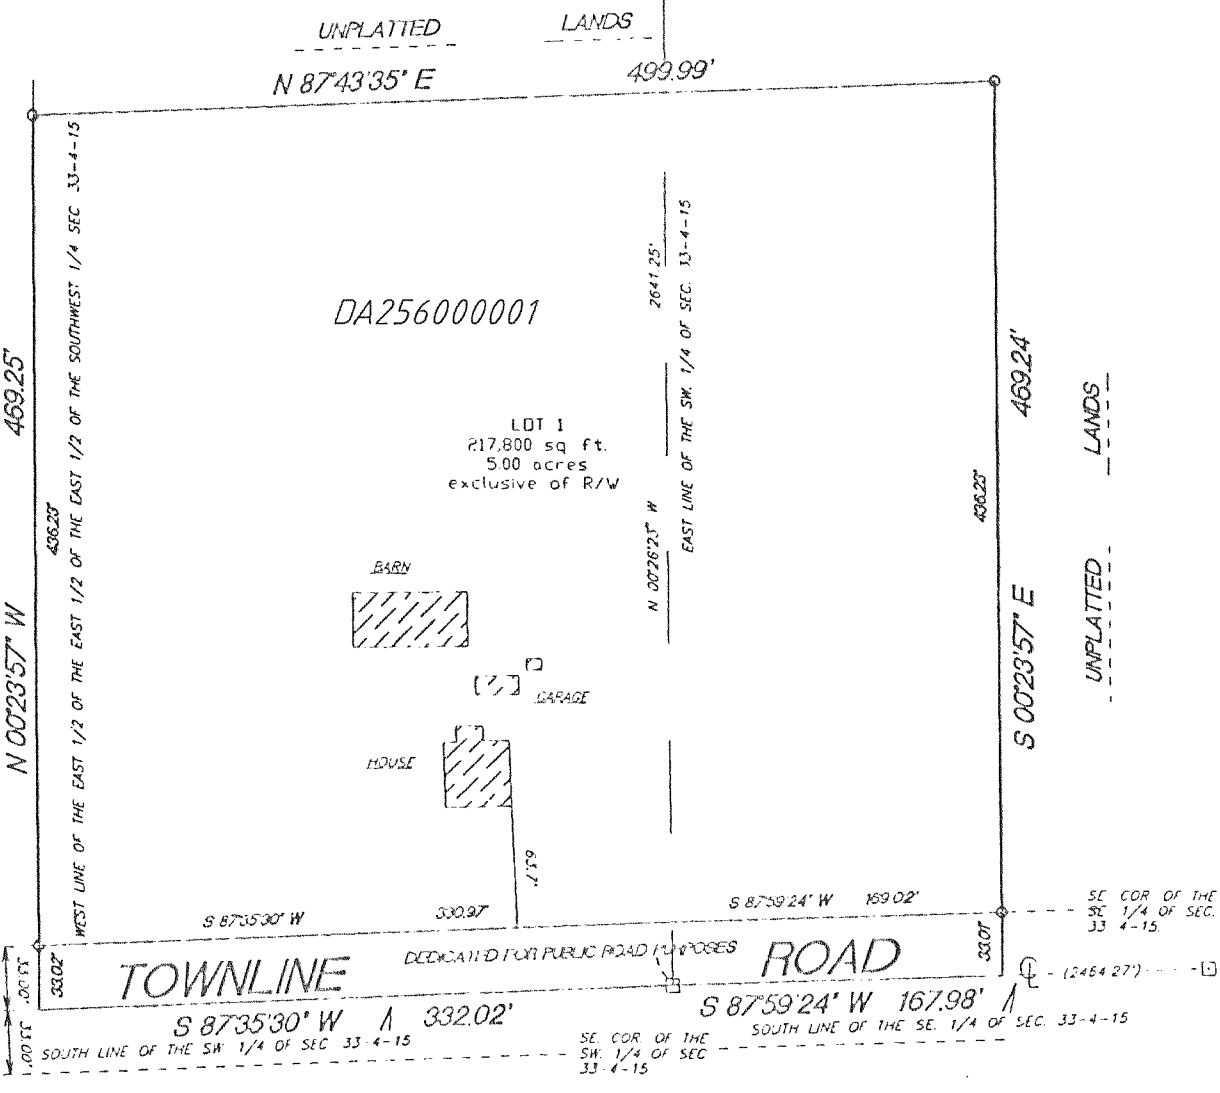 UNPLATTED LANDS
N 87°43'35" E 499.99'
WEST LINE OF THE EAST 1/2 OF THE EAST 1/2 OF THE EAST 1/2 OF THE SOUTHWEST 1/4 SEC 33-4-15
469.25'
N 00°23'57" W
436.23'
DA256000001
LOT 1
217,800 sq ft.
5.00 acres
exclusive of R/W
2641.25'
N 00°26'23" W
EAST LINE OF THE SW. 1/4 OF SEC. 33-4-15
469.24'
S 00°23'57" E
436.23'
LANDS
UNPLATTED
BARN
GARAGE
HOUSE
63.7'
S 87°35'30" W 330.97'
S 87°59'24" W 169.02'
SE COR OF THE
SE 1/4 OF SEC.
33 4-15.
33.00'
33.02'
TOWNLINE
DEDICATED FOR PUBLIC ROAD PURPOSES
ROAD
33.01'
(2464 27')
S 87°35'30" W 332.02'
S 87°59'24" W 167.98'
33.00'
SOUTH LINE OF THE SW 1/4 OF SEC 33 4-15
SE. COR. OF THE
SW. 1/4 OF SEC
33-4-15
SOUTH LINE OF THE SE. 1/4 OF SEC. 33-4-15